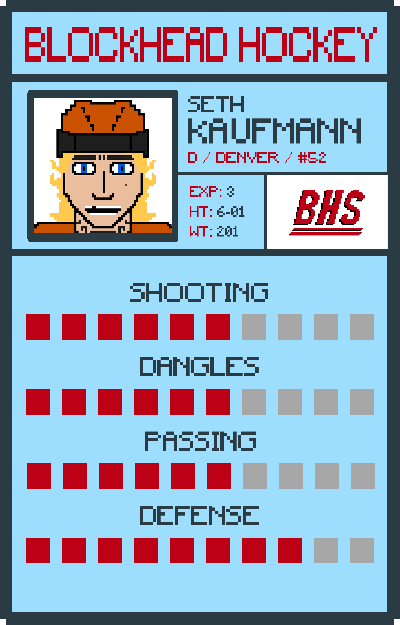 BLOCKHEAD HOCKEY
SETH
KAUFMANN
D / DENVER / #52
EXP: 3
HT: 6-01
WT: 201
BHS
SHOOTING
DANGLES
PASSING
DEFENSE